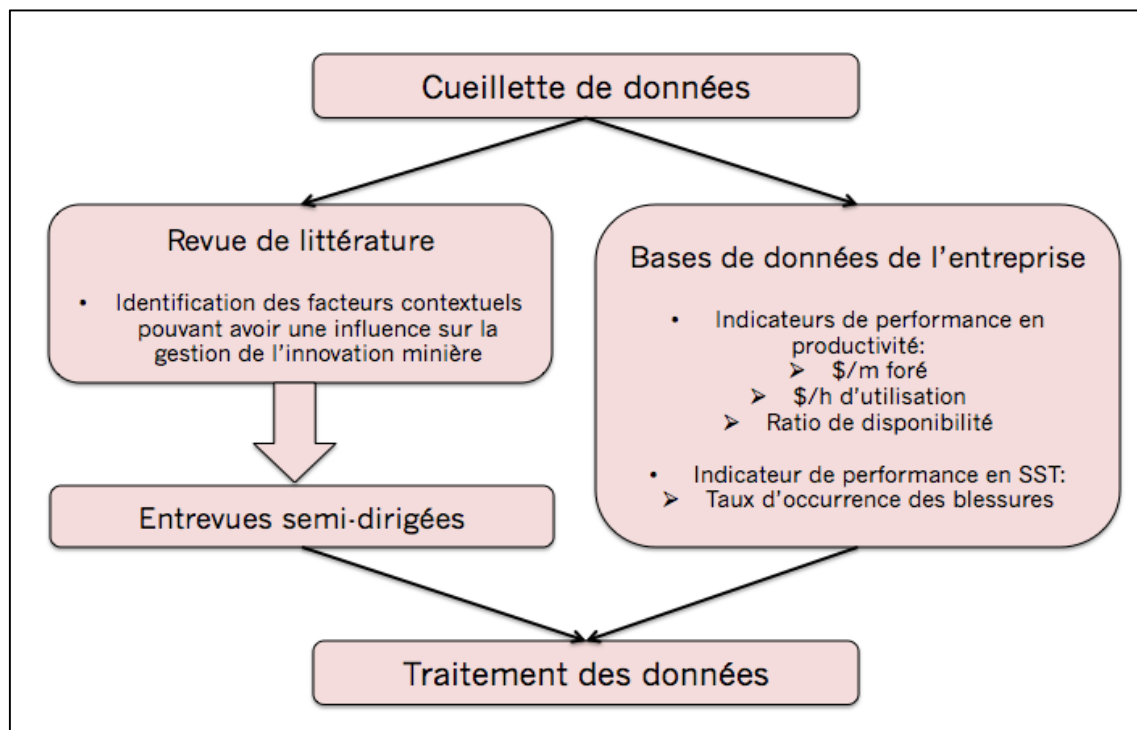 Cueillette de données
Revue de littérature
• Identification des facteurs contextuels
pouvant avoir une influence sur la
gestion de l'innovation minière
Entrevues semi-dirigées
Bases de données de l'entreprise
• Indicateurs de performance en
productivité:
➢ $/m foré
➢ $/h d'utilisation
➢ Ratio de disponibilité
• Indicateur de performance en SST:
➢ Taux d'occurrence des blessures
Traitement des données